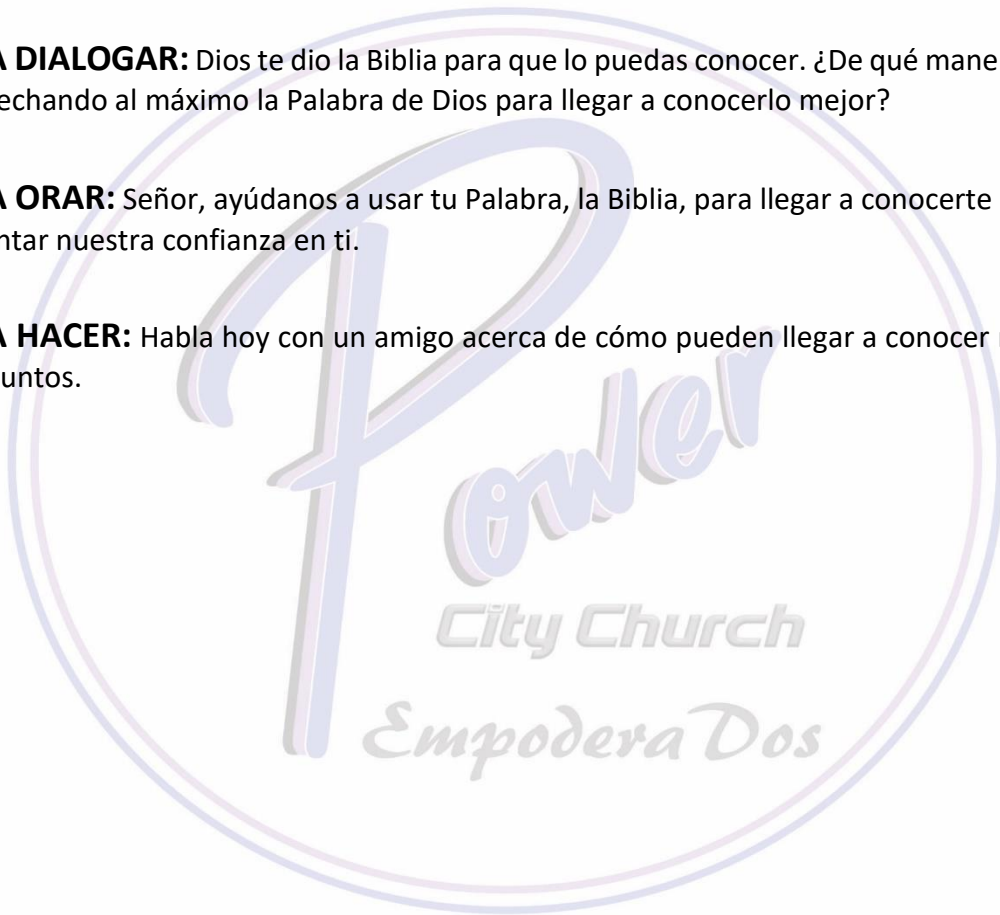 A DIALOGAR: Dios te dio la Biblia para que lo puedas conocer. ¿De qué mane
echando al máximo la Palabra de Dios para llegar a conocerlo mejor?
A ORAR: Señor, ayúdanos a usar tu Palabra, la Biblia, para llegar a conocerte
ntar nuestra confianza en ti.
A HACER: Habla hoy con un amigo acerca de cómo pueden llegar a conocer
untos.
Power
City Church
EmpoderaDos